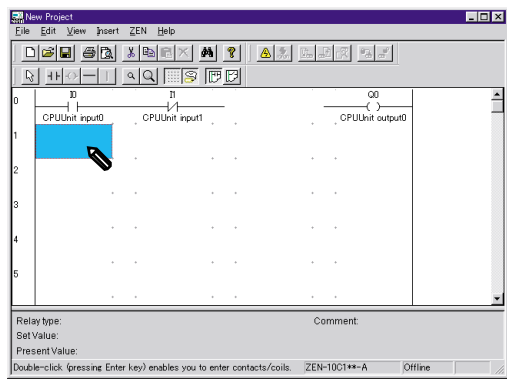 New Project
File Edit View Insert ZEN Help
I0 I1 Q0
0
CPUUnit input0 CPUUnit input1 CPUUnit output0
1
2
3
4
5
Relay type: Comment:
Set Value:
Present Value:
Double-click (pressing Enter key) enables you to enter contacts/coils. ZEN-10C1**-A Offline